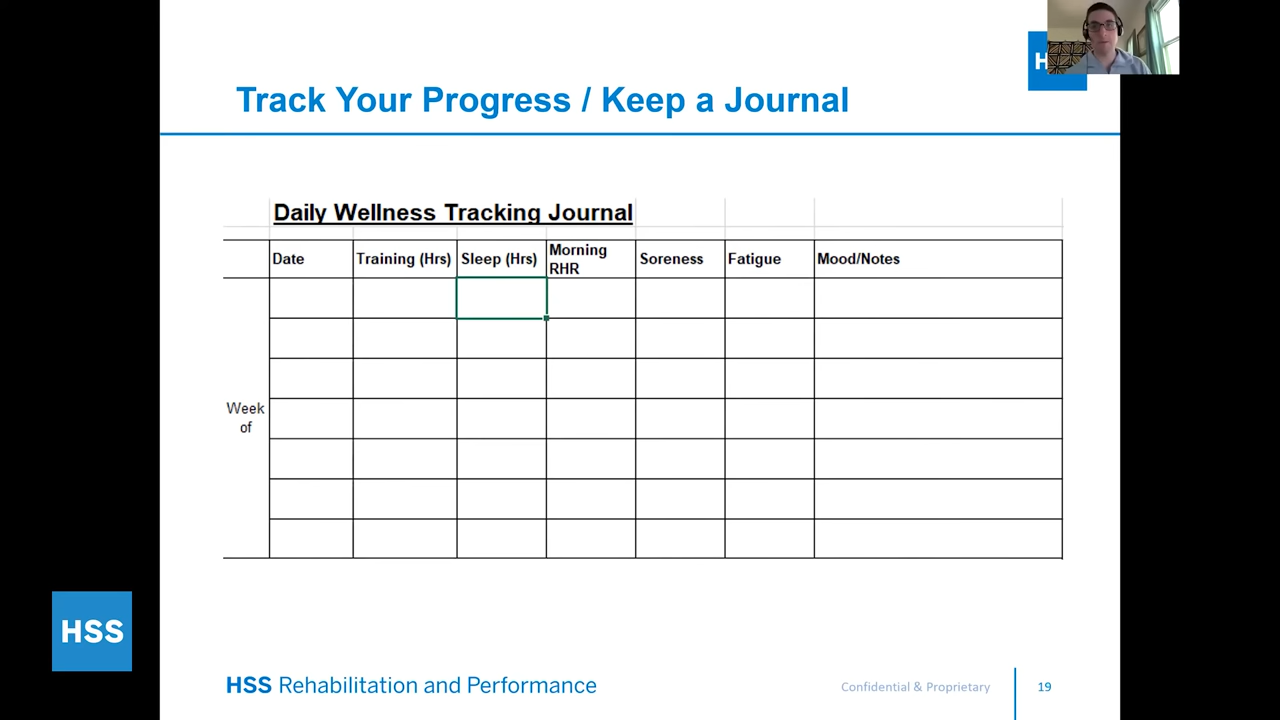 H
Track Your Progress / Keep a Journal
Daily Wellness Tracking Journal
Date Training (Hrs) Sleep (Hrs) Morning RHR Soreness Fatigue Mood/Notes
Week
of
HSS
HSS Rehabilitation and Performance
Confidential & Proprietary
19